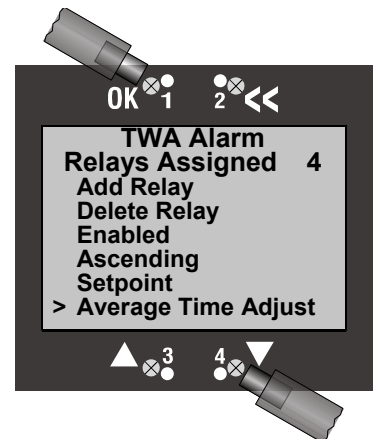 OK 1 2 <<
TWA Alarm
Relays Assigned 4
Add Relay
Delete Relay
Enabled
Ascending
Setpoint
> Average Time Adjust
3 4